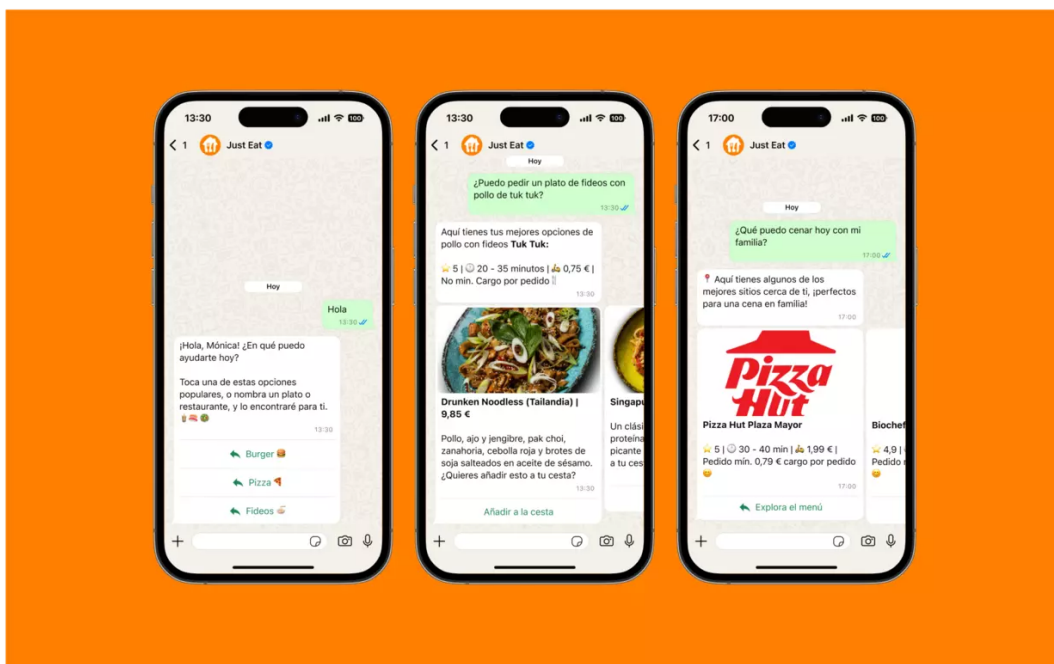 13:30
100
1
Just Eat
Hoy
Hola
13:30
¡Hola, Mónica! ¿En qué puedo
ayudarte hoy?
Toca una de estas opciones
populares, o nombra un plato o
restaurante, y lo encontraré para ti.
13:30
Burger
Pizza
Fideos
13:30
100
1
Just Eat
Hoy
¿Puedo pedir un plato de fideos con
pollo de tuk tuk?
13:30
Aquí tienes tus mejores opciones de
pollo con fideos Tuk Tuk:
5 | 20 - 35 minutos | 0,75 € |
No min. Cargo por pedido
13:30
Drunken Noodless (Tailandia) |
9,85 €
Pollo, ajo y jengibre, pak choi,
zanahoria, cebolla roja y brotes de
soja salteados en aceite de sésamo.
¿Quieres añadir esto a tu cesta?
13:30
Añadir a la cesta
Singapu
Un clási
proteína
picante
a tu ces
17:00
100
1
Just Eat
Hoy
¿Qué puedo cenar hoy con mi
familia?
17:00
Aquí tienes algunos de los
mejores sitios cerca de ti, ¡perfectos
para una cena en familia!
17:00
Pizza
Hut
Pizza Hut Plaza Mayor
5 | 30 - 40 min | 1,99 € |
Pedido mín. 0,79 € cargo por pedido
17:00
Explora el menú
Biochef
4,9 |
Pedido